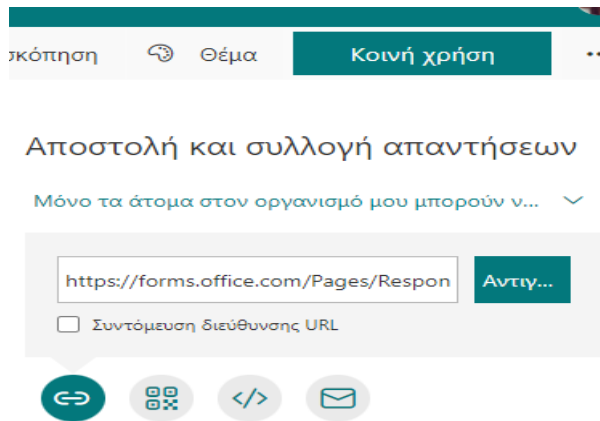 σκόπηση Θέμα Κοινή χρήση
Αποστολή και συλλογή απαντήσεων
Μόνο τα άτομα στον οργανισμό μου μπορούν ν...
https://forms.office.com/Pages/Respon Αντιγ...
Συντόμευση διεύθυνσης URL